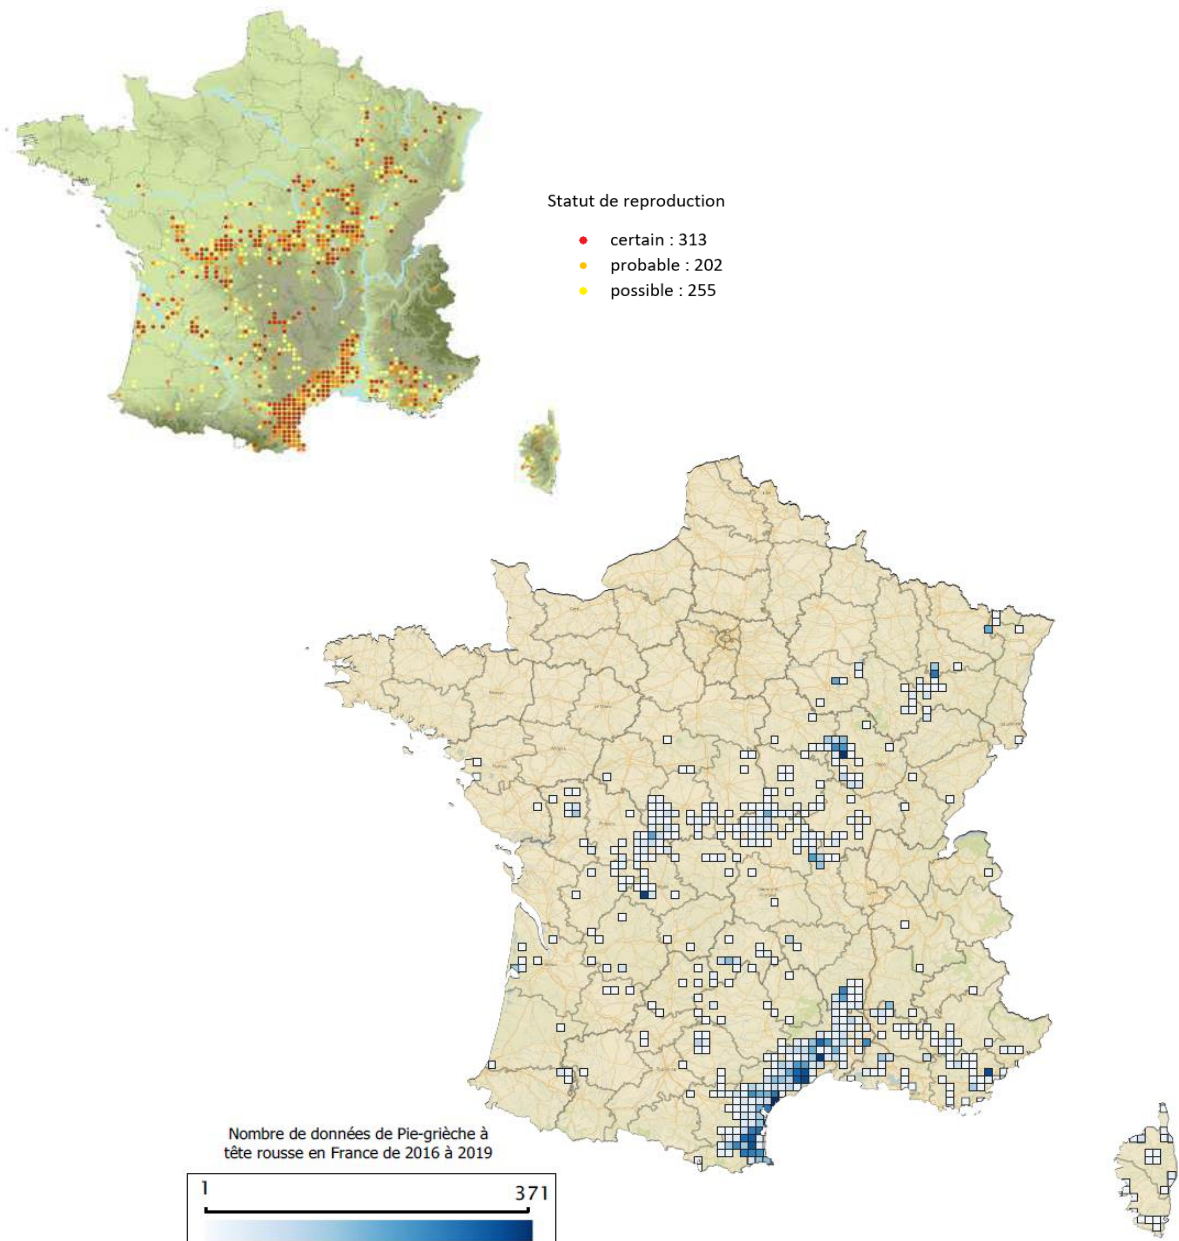 Statut de reproduction
certain : 313
probable : 202
possible : 255
Nombre de données de Pie-grièche à
tête rousse en France de 2016 à 2019
1
371